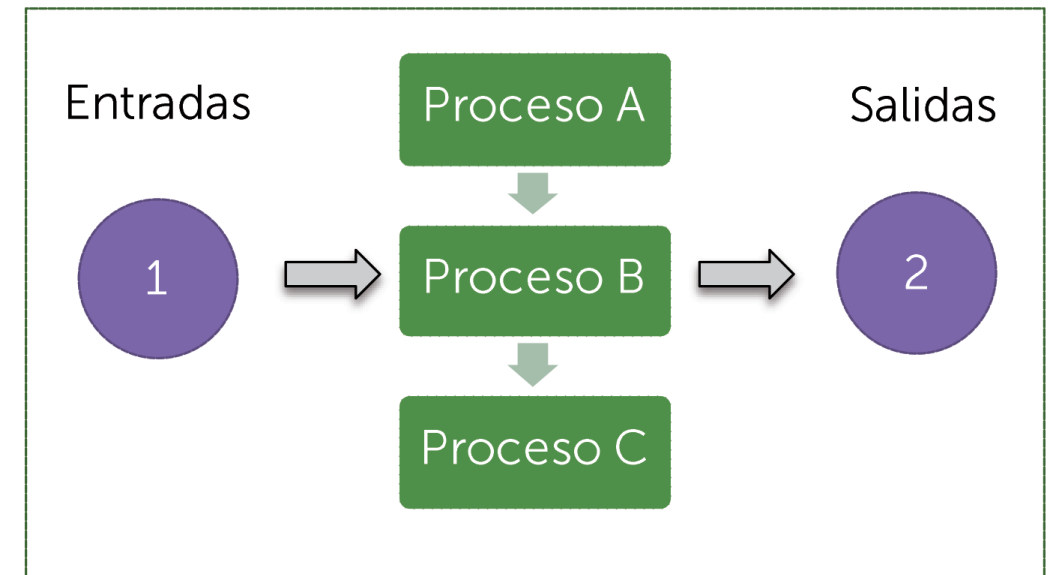 Entradas
Proceso A
Salidas
1
Proceso B
2
Proceso C